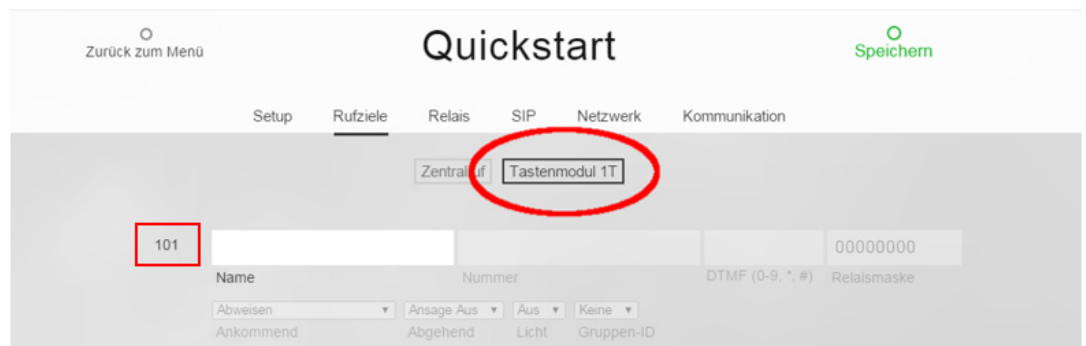 Zurück zum Menü
Quickstart
Speichern
Setup Rufziele Relais SIP Netzwerk Kommunikation
Zentralruf Tastenmodul 1T
101
00000000
Name Nummer DTMF (0-9, *, #) Relaismaske
Abweisen Ansage Aus Aus Keine
Ankommend Abgehend Licht Gruppen-ID